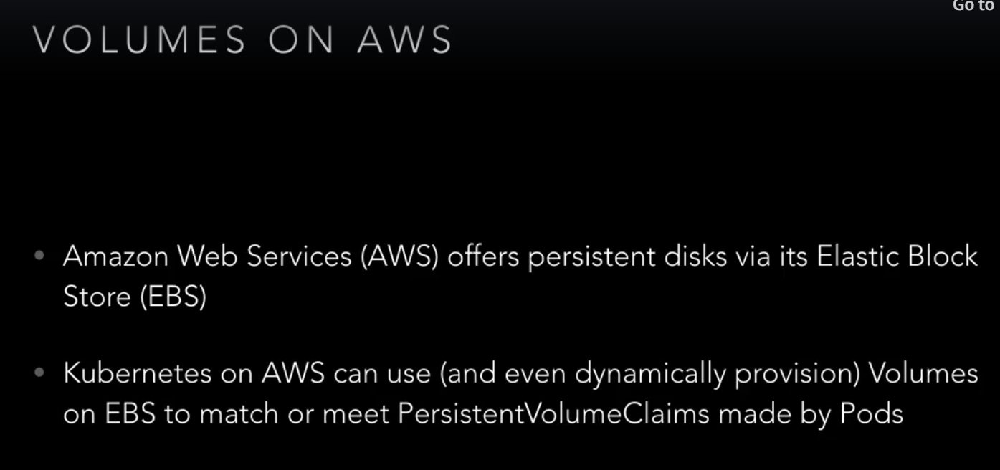 Go to
VOLUMES ON AWS
• Amazon Web Services (AWS) offers persistent disks via its Elastic Block
Store (EBS)
• Kubernetes on AWS can use (and even dynamically provision) Volumes
on EBS to match or meet PersistentVolumeClaims made by Pods